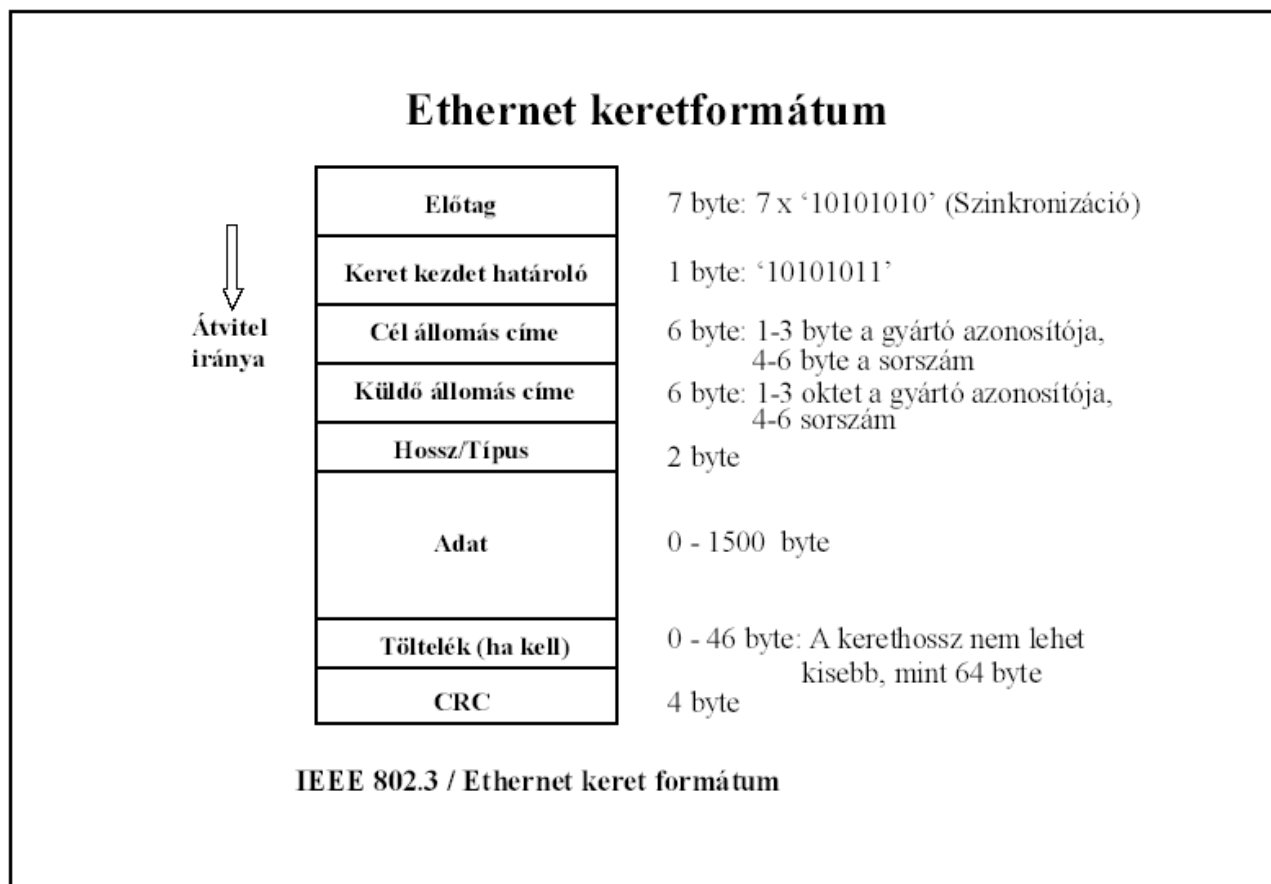 Ethernet keretformátum
Előtag
7 byte: 7 x ‘10101010’ (Szinkronizáció)
Keret kezdet határoló
1 byte: ‘10101011’
Átvitel
iránya
Cél állomás címe
6 byte: 1-3 byte a gyártó azonosítója,
4-6 byte a sorszám
Küldő állomás címe
6 byte: 1-3 oktet a gyártó azonosítója,
4-6 sorszám
Hossz/Típus
2 byte
Adat
0 - 1500 byte
Töltelék (ha kell)
0 - 46 byte: A kerethossz nem lehet
kisebb, mint 64 byte
CRC
4 byte
IEEE 802.3 / Ethernet keret formátum